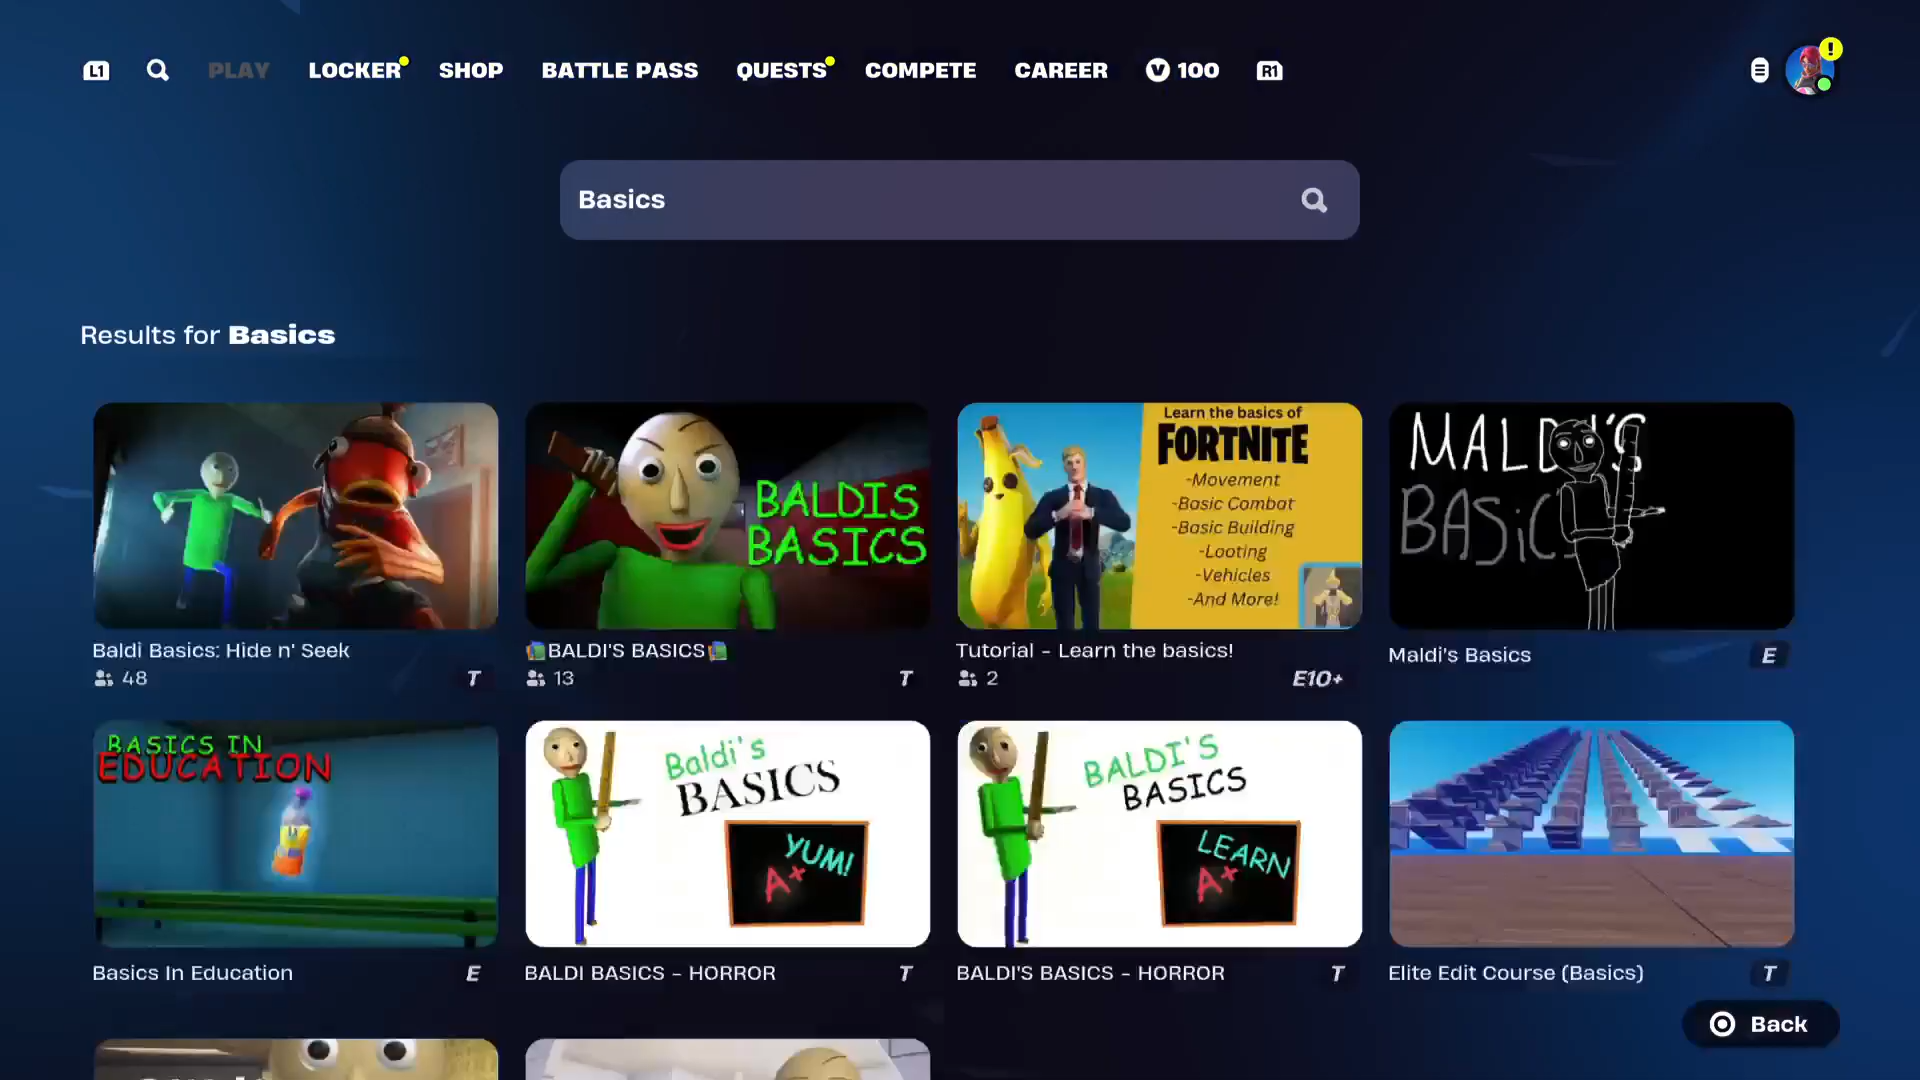 L1 PLAY LOCKER SHOP BATTLE PASS QUESTS COMPETE CAREER V 100 R1 !
Basics
Results for Basics
BALDIS
BASICS
Learn the basics of
FORTNITE
-Movement
-Basic Combat
-Basic Building
-Looting
-Vehicles
-And More!
MALDI'S
BASiC
Baldi Basics: Hide n' Seek
48 T
BALDI'S BASICS
13 T
Tutorial - Learn the basics!
2 E10+
Maldi's Basics E
BASICS IN
EDUCATION
Baldi's
BASICS
YUM!
A+
BALDI'S
BASICS
LEARN
A+
Basics In Education E
BALDI BASICS - HORROR T
BALDI'S BASICS - HORROR T
Elite Edit Course (Basics) T
Back